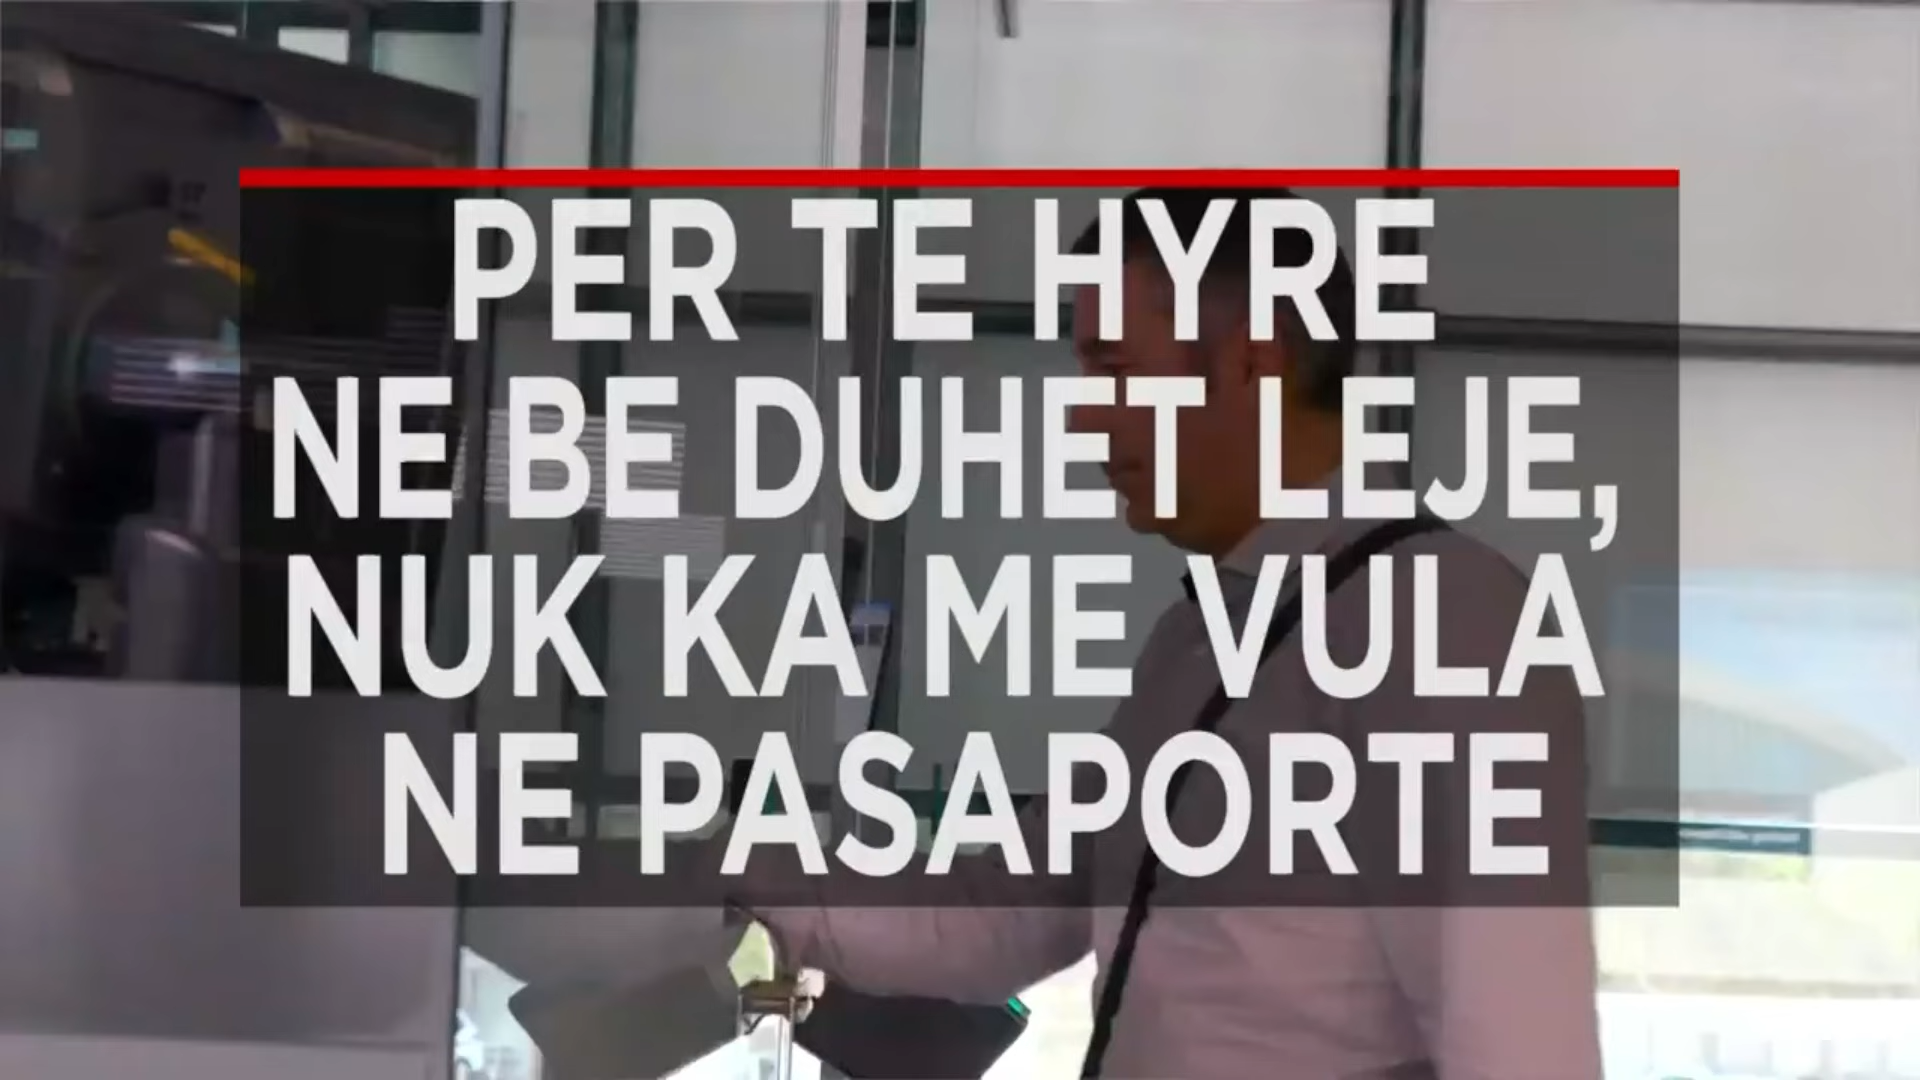 PER TE HYRE
NE BE DUHET LEJE,
NUK KA ME VULA
NE PASAPORTE